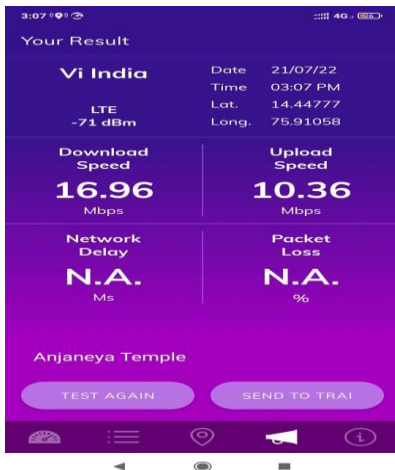 3:07
4G
Your Result
Vi India
LTE
-71 dBm
Date 21/07/22
Time 03:07 PM
Lat. 14.44777
Long. 75.91058
Download
Speed
16.96
Mbps
Upload
Speed
10.36
Mbps
Network
Delay
N.A.
Ms
Packet
Loss
N.A.
%
Anjaneya Temple
TEST AGAIN
SEND TO TRAI